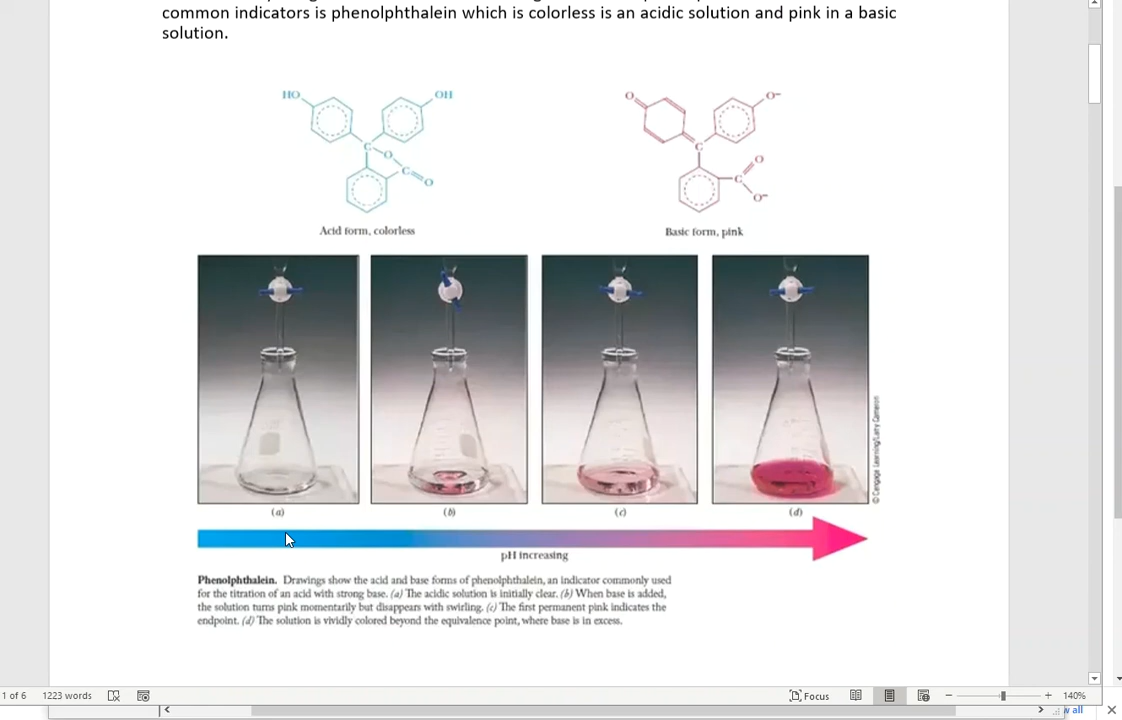 common indicators is phenolphthalein which is colorless is an acidic solution and pink in a basic
solution.
HO
OH
C
O
C
O
O
O-
C
C
O
O-
Acid form, colorless
Basic form, pink
© Cengage Learning/Larry Cameron
(a)
(b)
(c)
(d)
pH increasing
Phenolphthalein. Drawings show the acid and base forms of phenolphthalein, an indicator commonly used
for the titration of an acid with strong base. (a) The acidic solution is initially clear. (b) When base is added,
the solution turns pink momentarily but disappears with swirling. (c) The first permanent pink indicates the
endpoint. (d) The solution is vividly colored beyond the equivalence point, where base is in excess.
1 of 6
1223 words
Focus
140%
w all